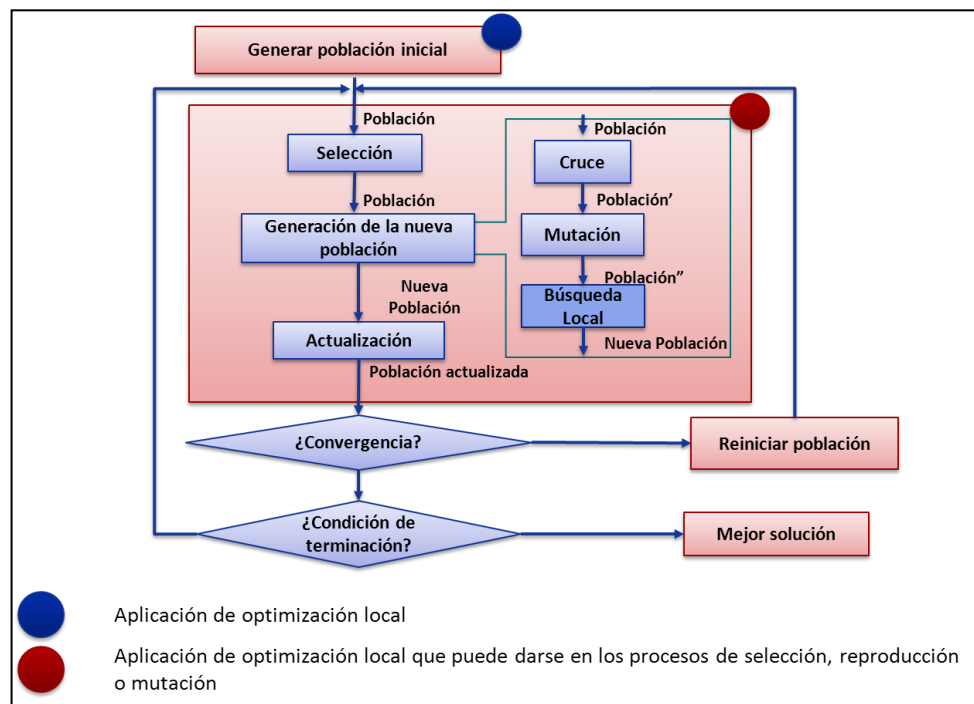 Generar población inicial
Población
Selección
Población
Generación de la nueva
población
Nueva
Población
Actualización
Población actualizada
Población
Cruce
Población’
Mutación
Población”
Búsqueda
Local
Nueva Población
¿Convergencia?
Reiniciar población
¿Condición de
terminación?
Mejor solución
Aplicación de optimización local
Aplicación de optimización local que puede darse en los procesos de selección, reproducción
o mutación